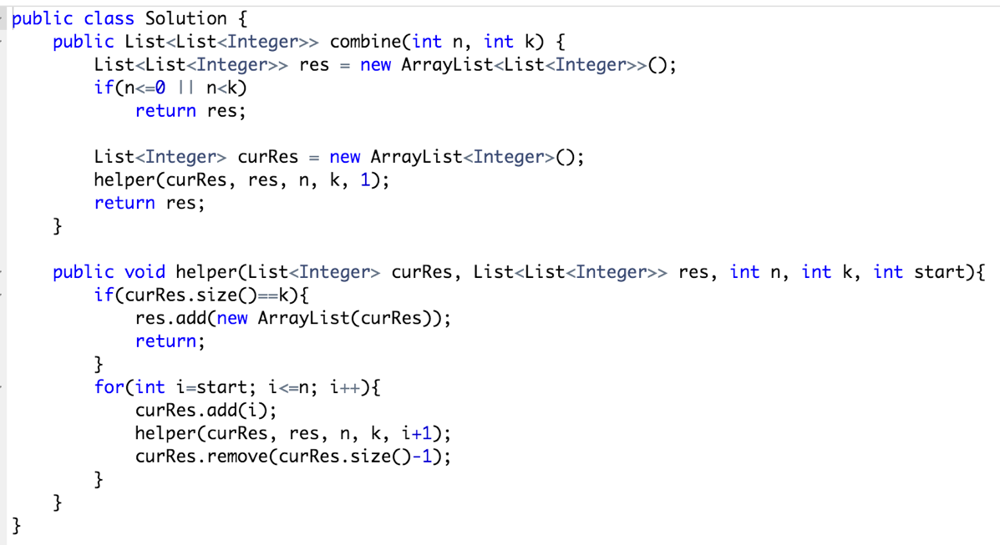 public class Solution {
    public List<List<Integer>> combine(int n, int k) {
        List<List<Integer>> res = new ArrayList<List<Integer>>();
        if(n<=0 || n<k)
            return res;

        List<Integer> curRes = new ArrayList<Integer>();
        helper(curRes, res, n, k, 1);
        return res;
    }

    public void helper(List<Integer> curRes, List<List<Integer>> res, int n, int k, int start){
        if(curRes.size()==k){
            res.add(new ArrayList(curRes));
            return;
        }
        for(int i=start; i<=n; i++){
            curRes.add(i);
            helper(curRes, res, n, k, i+1);
            curRes.remove(curRes.size()-1);
        }
    }
}